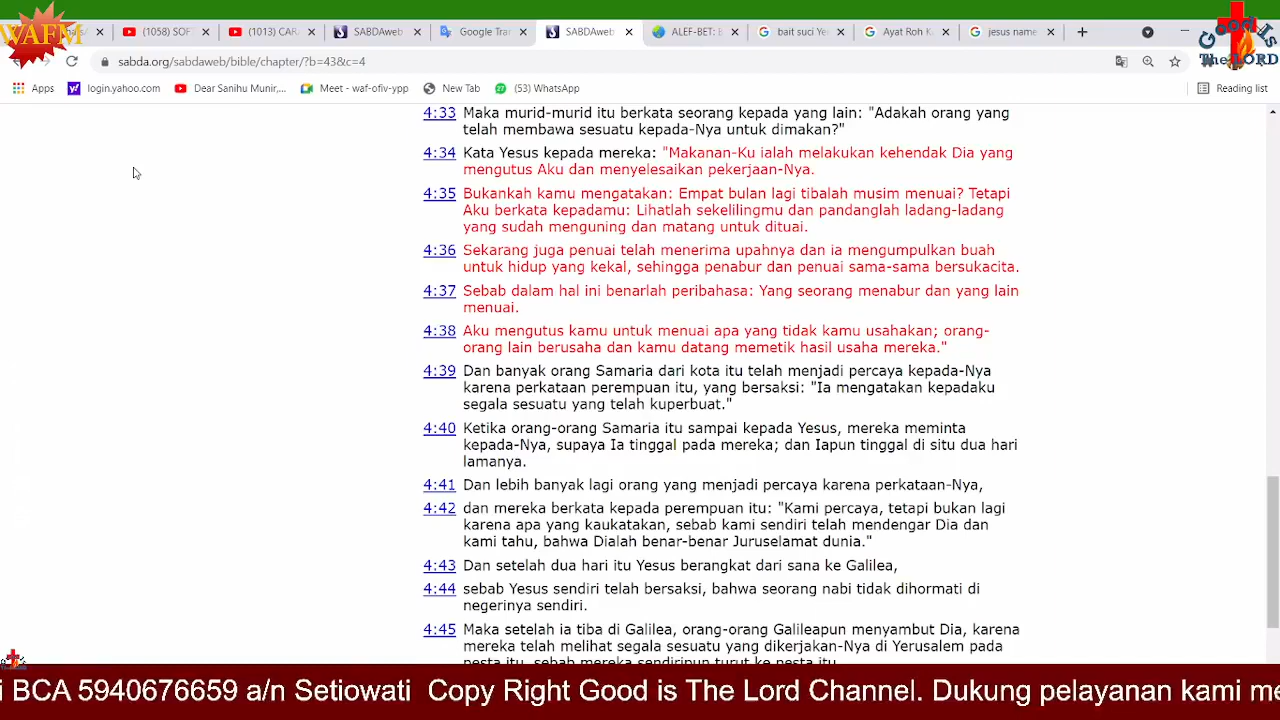 WAFM
Good Is
The LORD
(1058) SOF
(1013) CAR
SABDAweb
Google Tra
SABDAweb
ALEF-BET: B
bait suci Ye
Ayat Roh K
jesus name
sabda.org/sabdaweb/bible/chapter/?b=43&c=4
Apps
login.yahoo.com
Dear Sanihu Munir,...
Meet - waf-ofiv-ypp
New Tab
(53) WhatsApp
Reading list
4:33 Maka murid-murid itu berkata seorang kepada yang lain: "Adakah orang yang
telah membawa sesuatu kepada-Nya untuk dimakan?"
4:34 Kata Yesus kepada mereka: "Makanan-Ku ialah melakukan kehendak Dia yang
mengutus Aku dan menyelesaikan pekerjaan-Nya.
4:35 Bukankah kamu mengatakan: Empat bulan lagi tibalah musim menuai? Tetapi
Aku berkata kepadamu: Lihatlah sekelilingmu dan pandanglah ladang-ladang
yang sudah menguning dan matang untuk dituai.
4:36 Sekarang juga penuai telah menerima upahnya dan ia mengumpulkan buah
untuk hidup yang kekal, sehingga penabur dan penuai sama-sama bersukacita.
4:37 Sebab dalam hal ini benarlah peribahasa: Yang seorang menabur dan yang lain
menuai.
4:38 Aku mengutus kamu untuk menuai apa yang tidak kamu usahakan; orang-
orang lain berusaha dan kamu datang memetik hasil usaha mereka."
4:39 Dan banyak orang Samaria dari kota itu telah menjadi percaya kepada-Nya
karena perkataan perempuan itu, yang bersaksi: "Ia mengatakan kepadaku
segala sesuatu yang telah kuperbuat."
4:40 Ketika orang-orang Samaria itu sampai kepada Yesus, mereka meminta
kepada-Nya, supaya Ia tinggal pada mereka; dan Iapun tinggal di situ dua hari
lamanya.
4:41 Dan lebih banyak lagi orang yang menjadi percaya karena perkataan-Nya,
4:42 dan mereka berkata kepada perempuan itu: "Kami percaya, tetapi bukan lagi
karena apa yang kaukatakan, sebab kami sendiri telah mendengar Dia dan
kami tahu, bahwa Dialah benar-benar Juruselamat dunia."
4:43 Dan setelah dua hari itu Yesus berangkat dari sana ke Galilea,
4:44 sebab Yesus sendiri telah bersaksi, bahwa seorang nabi tidak dihormati di
negerinya sendiri.
4:45 Maka setelah ia tiba di Galilea, orang-orang Galileapun menyambut Dia, karena
mereka telah melihat segala sesuatu yang dikerjakan-Nya di Yerusalem pada
pesta itu, sebab mereka sendiripun turut ke pesta itu.
i BCA 5940676659 a/n Setiowati Copy Right Good is The Lord Channel. Dukung pelayanan kami me